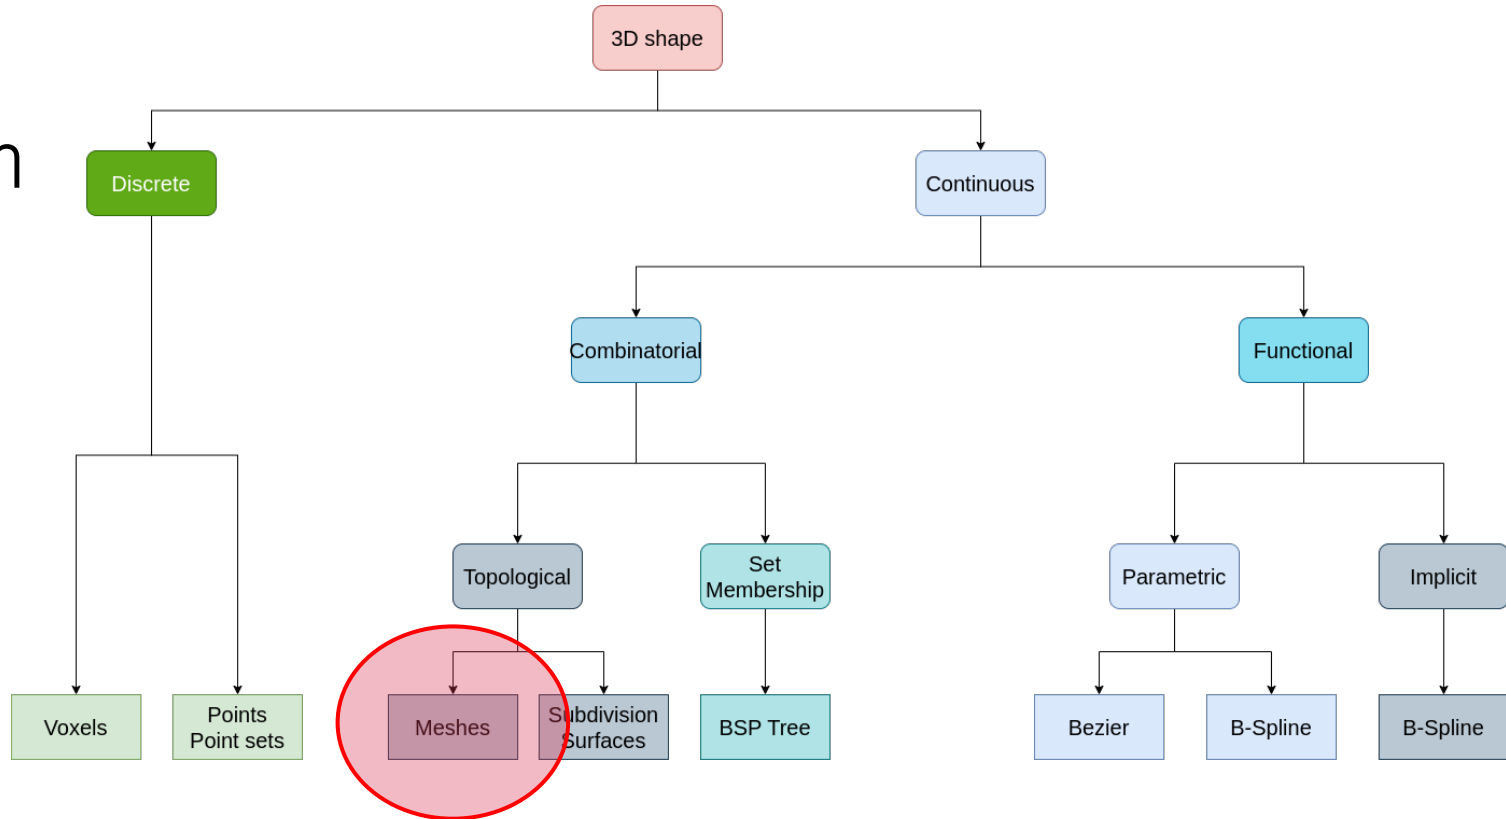 3D shape
n
Discrete
Continuous
Combinatorial
Functional
Topological
Set
Membership
Parametric
Implicit
Voxels
Points
Point sets
Meshes
Subdivision
Surfaces
BSP Tree
Bezier
B-Spline
B-Spline